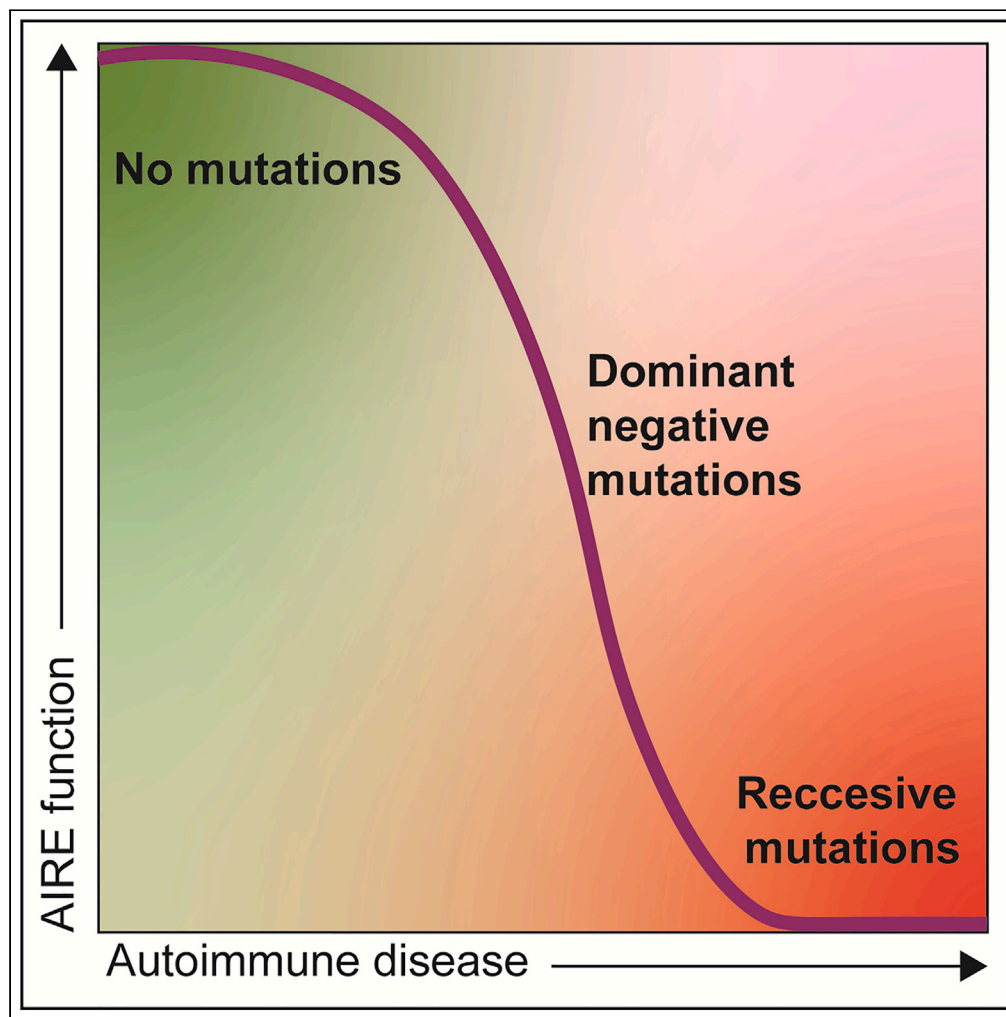 No mutations
Dominant
negative
mutations
Reccesive
mutations
AIRE function
Autoimmune disease